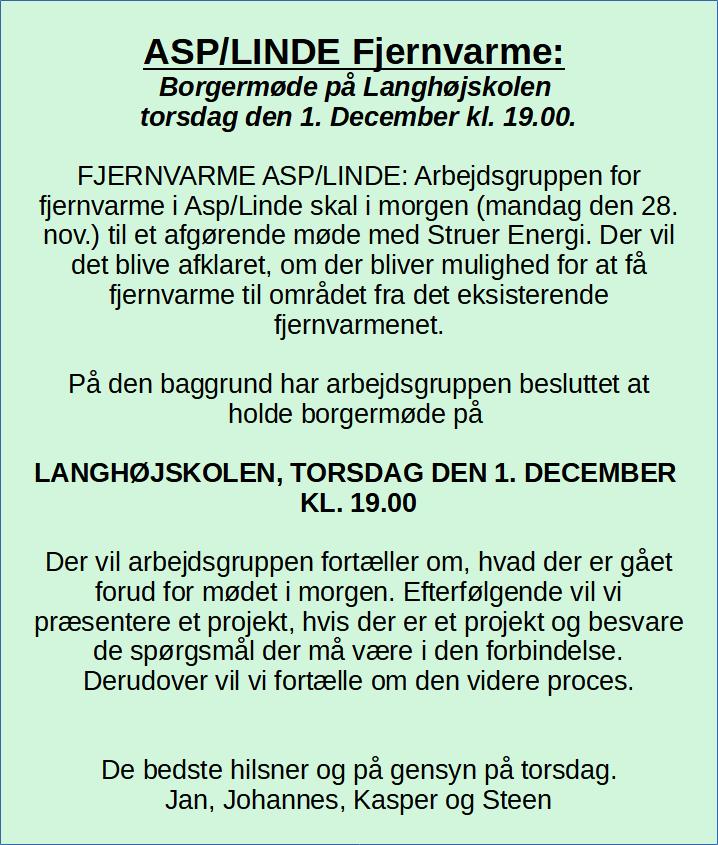 ASP/LINDE Fjernvarme:
Borgermøde på Langhøjskolen
torsdag den 1. December kl. 19.00.
FJERNVARME ASP/LINDE: Arbejdsgruppen for
fjernvarme i Asp/Linde skal i morgen (mandag den 28.
nov.) til et afgørende møde med Struer Energi. Der vil
det blive afklaret, om der bliver mulighed for at få
fjernvarme til området fra det eksisterende
fjernvarmenet.
På den baggrund har arbejdsgruppen besluttet at
holde borgermøde på
LANGHØJSKOLEN, TORSDAG DEN 1. DECEMBER
KL. 19.00
Der vil arbejdsgruppen fortæller om, hvad der er gået
forud for mødet i morgen. Efterfølgende vil vi
præsentere et projekt, hvis der er et projekt og besvare
de spørgsmål der må være i den forbindelse.
Derudover vil vi fortælle om den videre proces.
De bedste hilsner og på gensyn på torsdag.
Jan, Johannes, Kasper og Steen